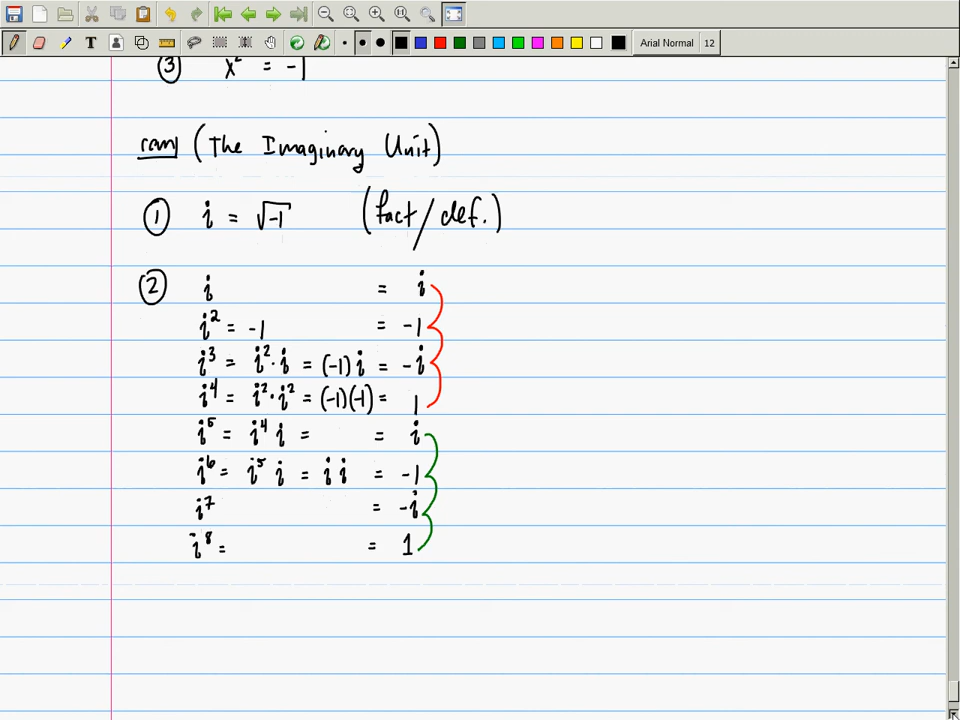 Arial Normal 12
③ x² = -1
rem (The Imaginary Unit)
① i = √-1 (fact/def.)
② i = i
i² = -1 = -1
i³ = i²·i = (-1)i = -i
i⁴ = i²·i² = (-1)(-1) = 1
i⁵ = i⁴ i = = i
i⁶ = i⁵ i = i i = -1
i⁷ = -i
i⁸ = = 1